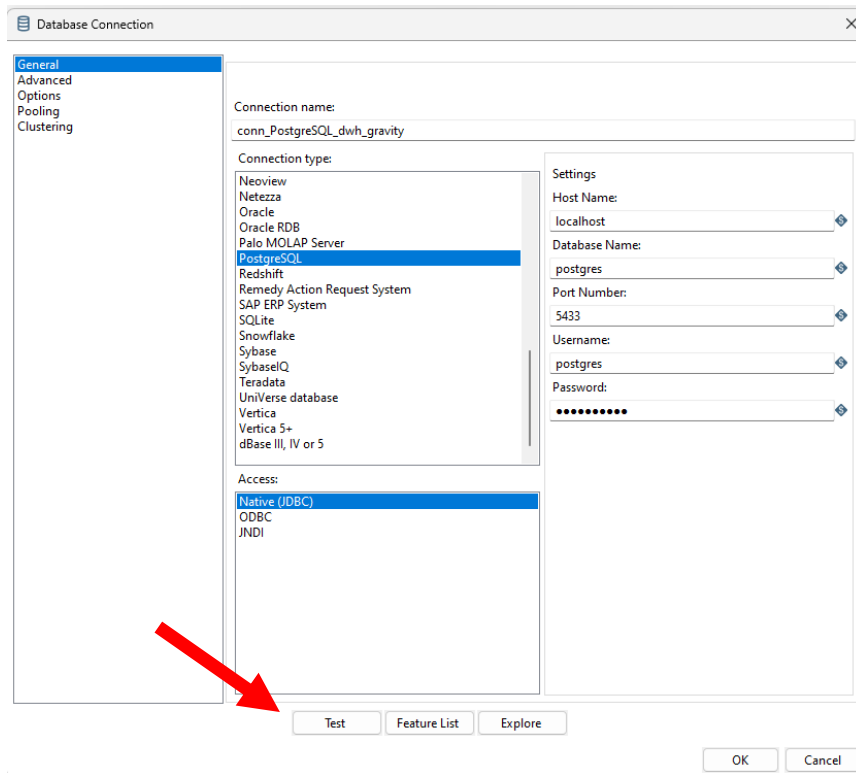 Database Connection
General
Advanced
Options
Pooling
Clustering
Connection name:
conn_PostgreSQL_dwh_gravity
Connection type:
Neoview
Netezza
Oracle
Oracle RDB
Palo MOLAP Server
PostgreSQL
Redshift
Remedy Action Request System
SAP ERP System
SQLite
Snowflake
Sybase
SybaseIQ
Teradata
UniVerse database
Vertica
Vertica 5+
dBase III, IV or 5
Access:
Native (JDBC)
ODBC
JNDI
Settings
Host Name:
localhost
Database Name:
postgres
Port Number:
5433
Username:
postgres
Password:
●●●●●●●●●●
Test Feature List Explore
OK Cancel